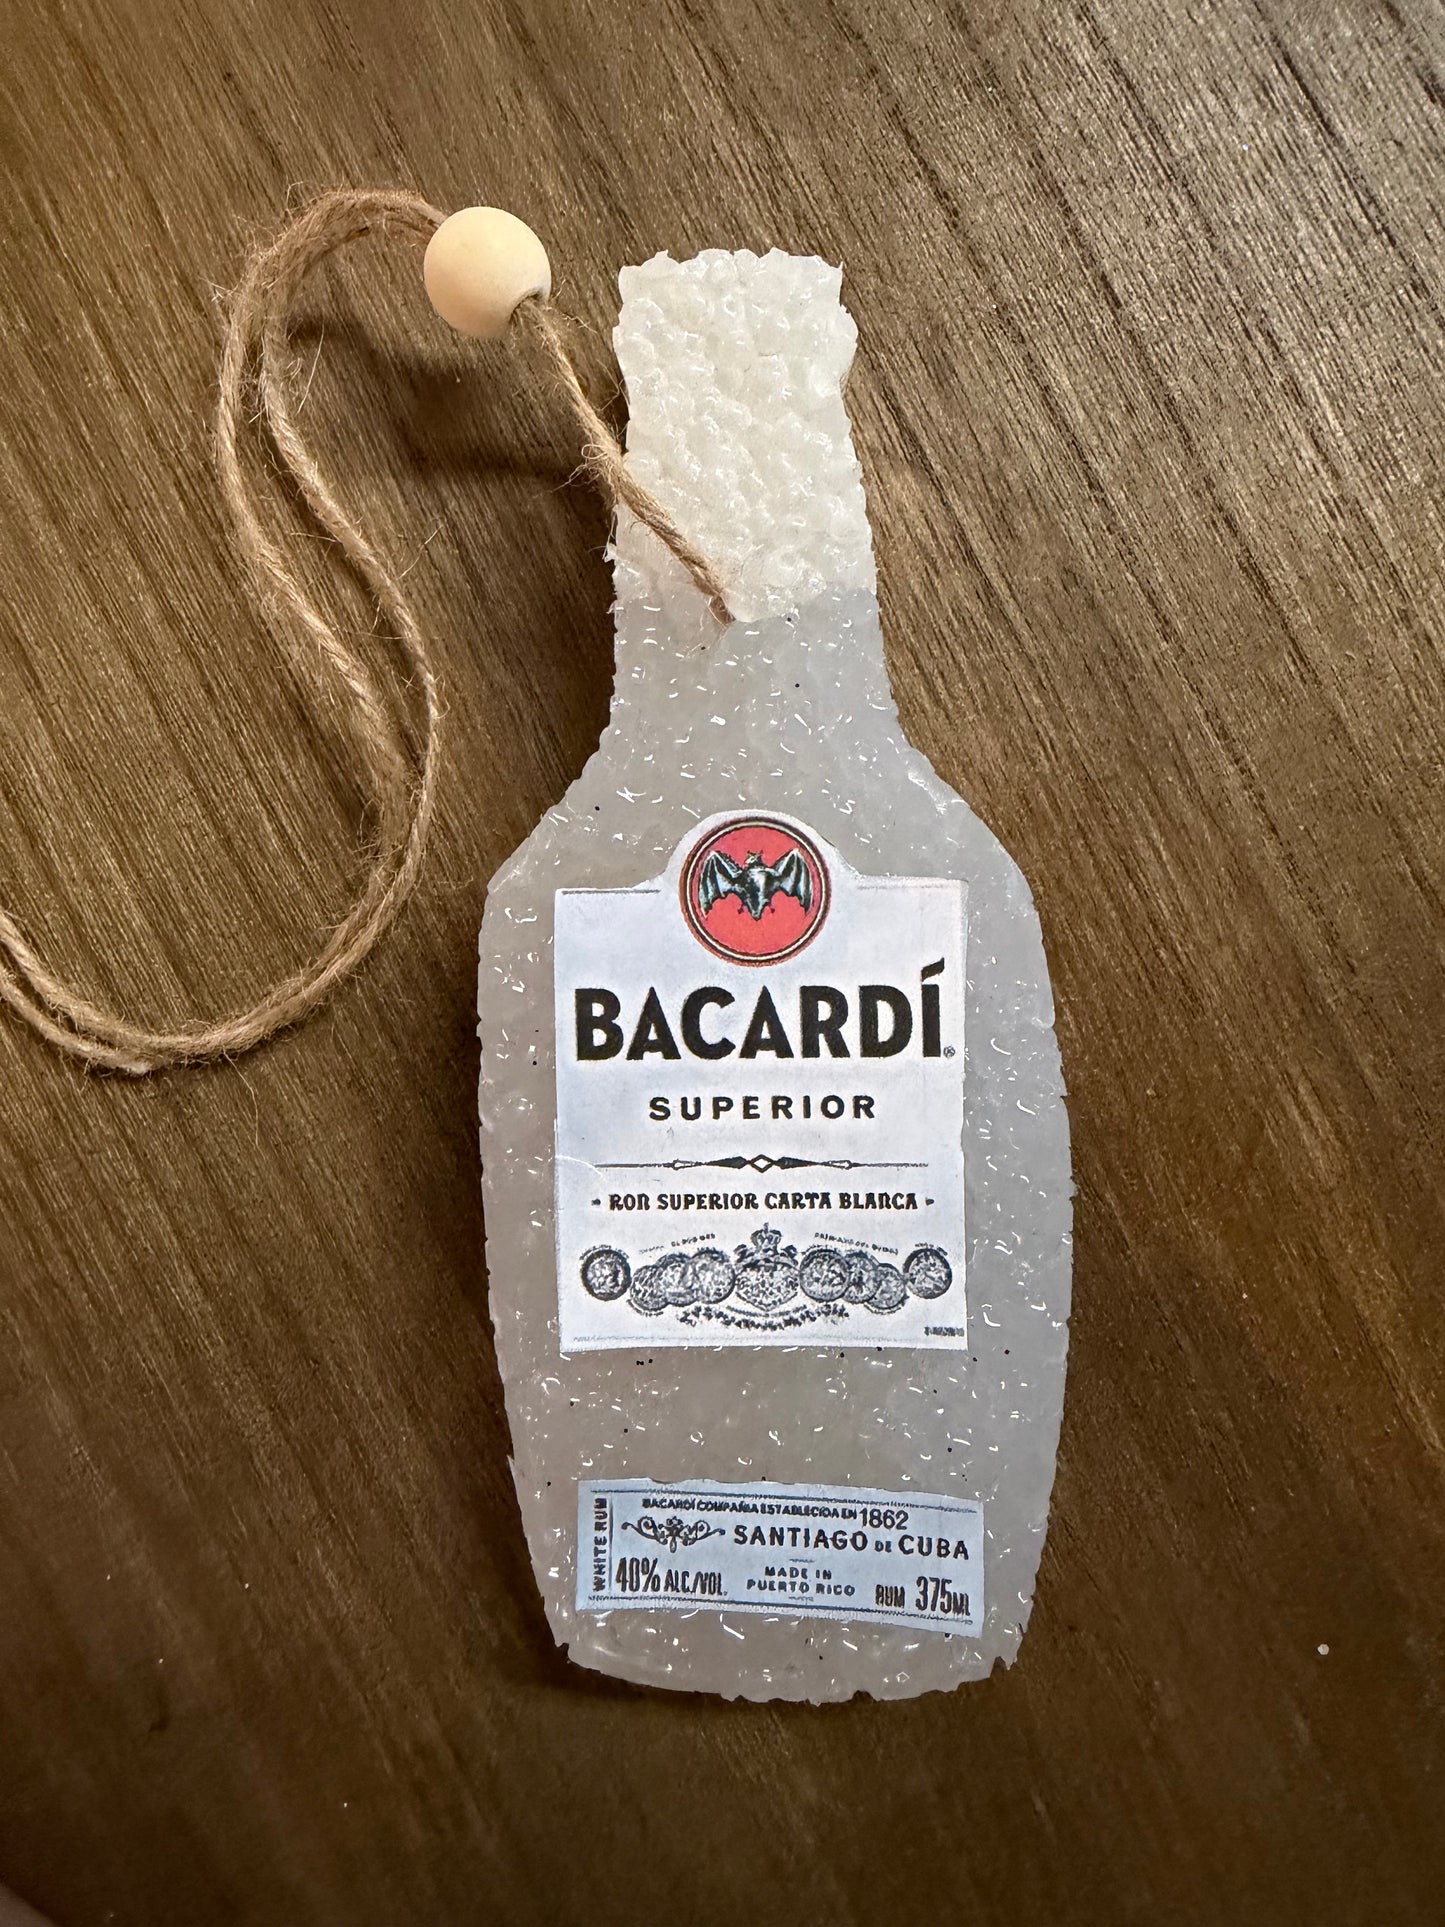 BACARDÍ®
SUPERIOR
- RON SUPERIOR CARTA BLANCA -
BACARDÍ COMPAÑIA ESTABLECIDA EN 1862
SANTIAGO DE CUBA
WHITE RUM
40% ALC./VOL.
MADE IN
PUERTO RICO
RUM 375ML